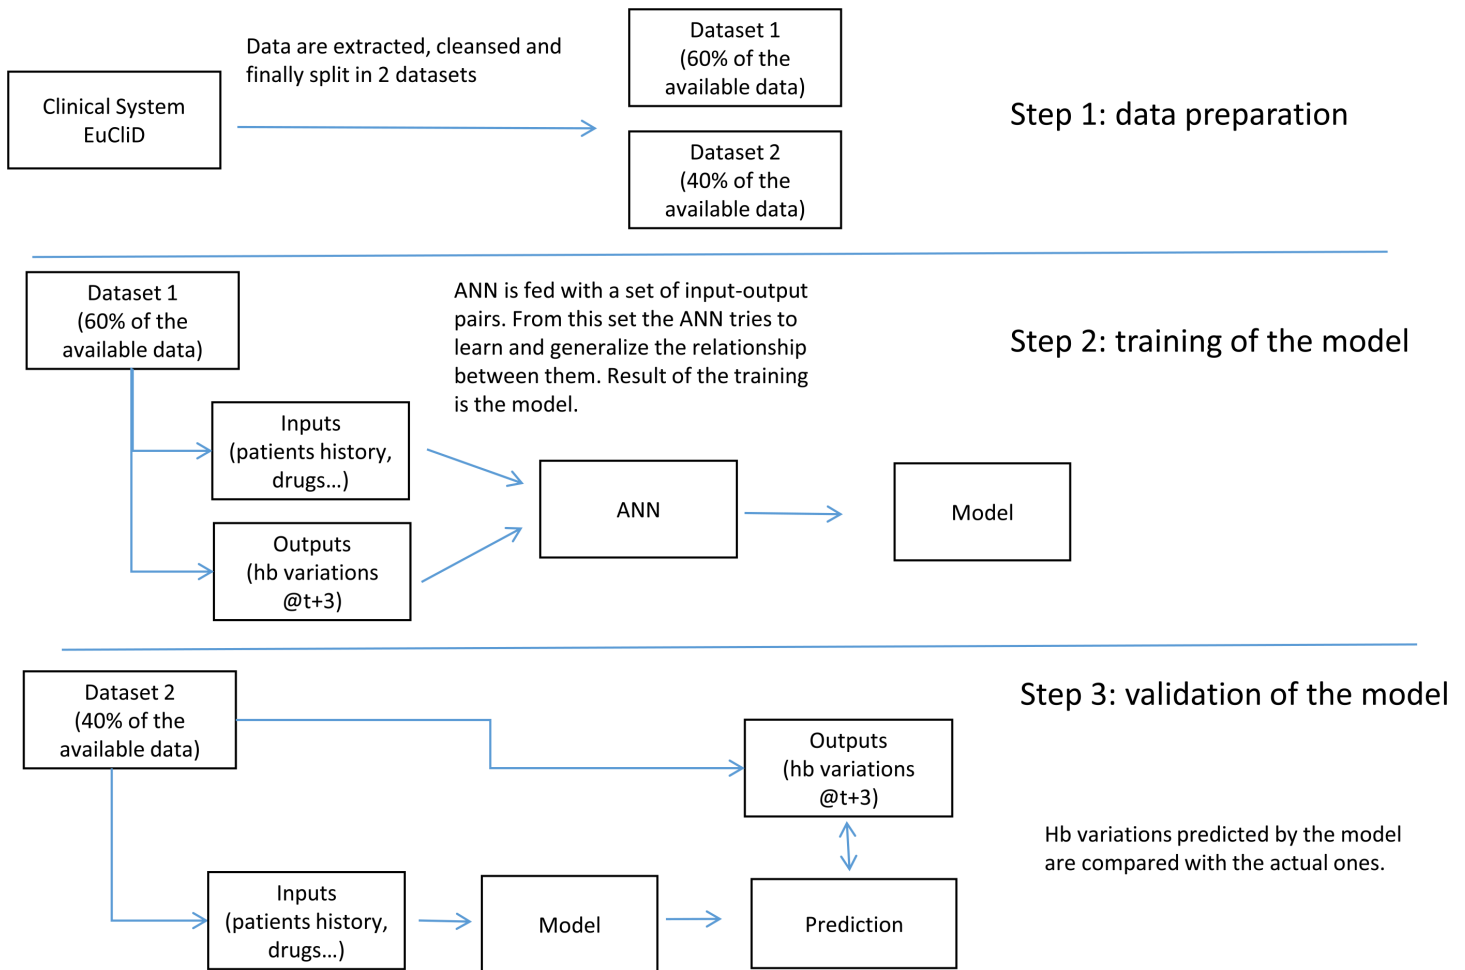 Data are extracted, cleansed and
finally split in 2 datasets
Clinical System
EuCliD
Dataset 1
(60% of the
available data)
Dataset 2
(40% of the
available data)
Step 1: data preparation
Dataset 1
(60% of the
available data)
ANN is fed with a set of input-output
pairs. From this set the ANN tries to
learn and generalize the relationship
between them. Result of the training
is the model.
Step 2: training of the model
Inputs
(patients history,
drugs...)
Outputs
(hb variations
@t+3)
ANN
Model
Dataset 2
(40% of the
available data)
Step 3: validation of the model
Outputs
(hb variations
@t+3)
Hb variations predicted by the model
are compared with the actual ones.
Inputs
(patients history,
drugs...)
Model
Prediction